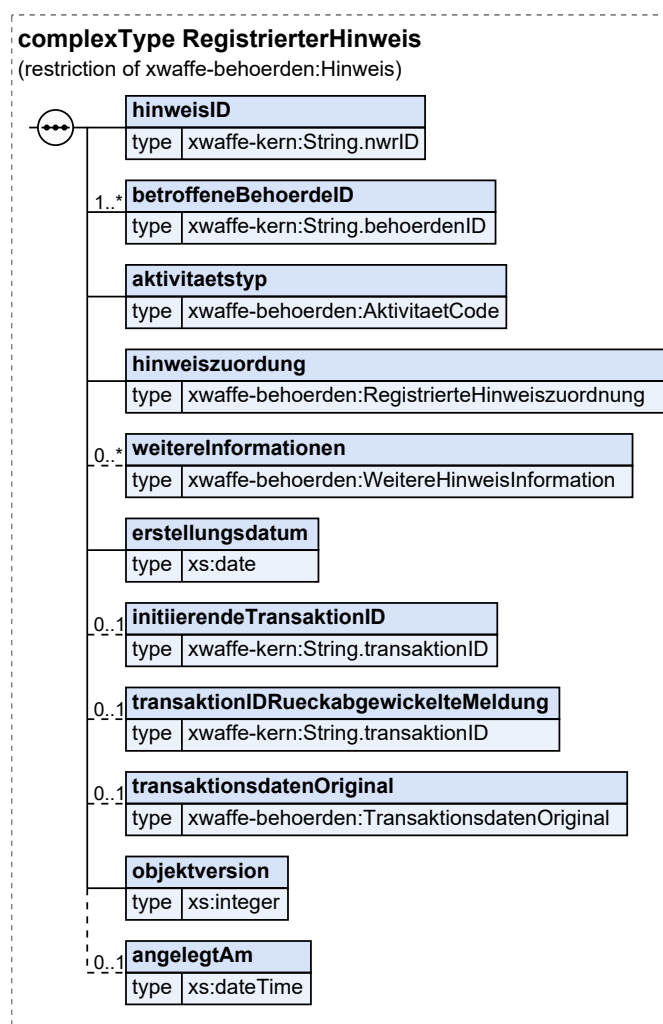 complexType RegistrierterHinweis
(restriction of xwaffe-behoerden:Hinweis)
hinweisID
type xwaffe-kern:String.nwrID
1..* betroffeneBehoerdeID
type xwaffe-kern:String.behoerdenID
aktivitaetstyp
type xwaffe-behoerden:AktivitaetCode
hinweiszuordung
type xwaffe-behoerden:RegistrierteHinweiszuordnung
0..* weitereInformationen
type xwaffe-behoerden:WeitereHinweisInformation
erstellungsdatum
type xs:date
0..1 initiierendeTransaktionID
type xwaffe-kern:String.transaktionID
0..1 transaktionIDRueckabgewickelteMeldung
type xwaffe-kern:String.transaktionID
0..1 transaktionsdatenOriginal
type xwaffe-behoerden:TransaktionsdatenOriginal
objektversion
type xs:integer
0..1 angelegtAm
type xs:dateTime